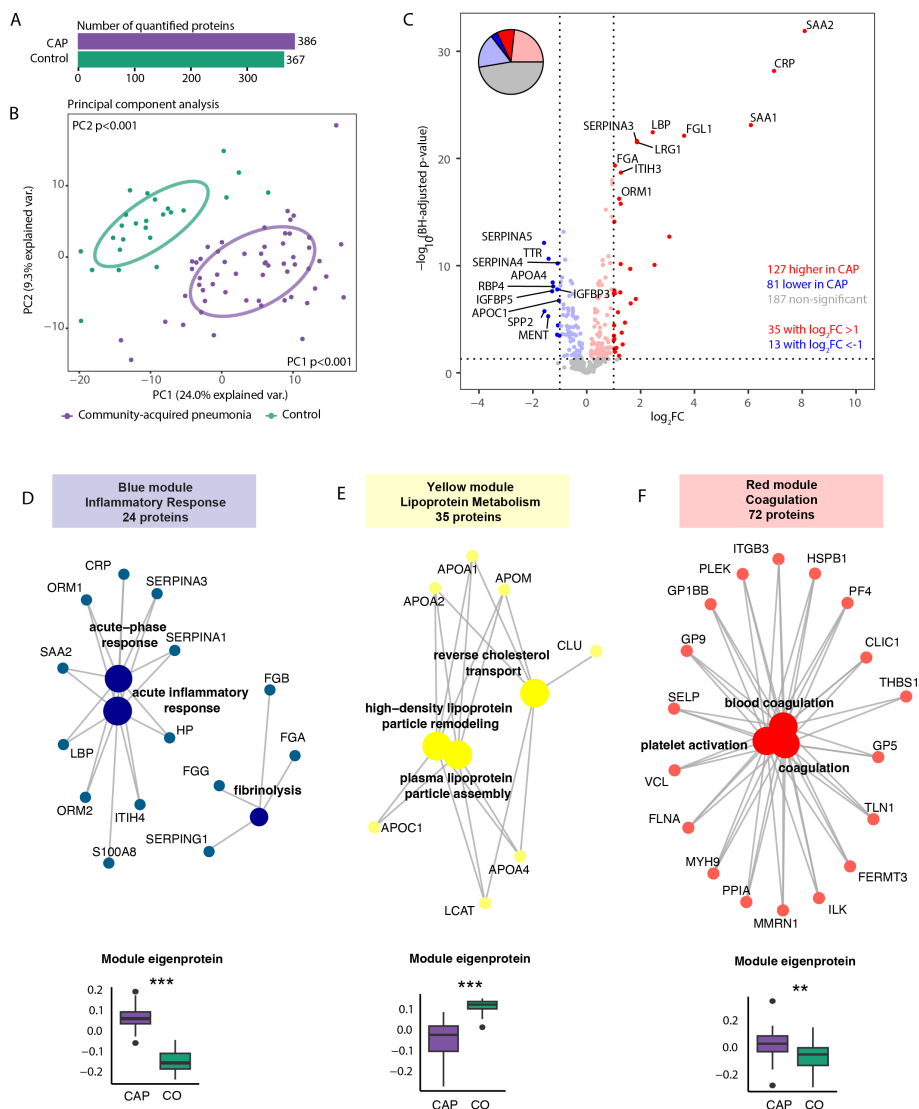 A
Number of quantified proteins
CAP
386
Control
367
0
100
200
300
B
Principal component analysis
PC2 p<0.001
10
0
−10
PC2 (9.3% explained var.)
PC1 p<0.001
−20
−10
0
10
PC1 (24.0% explained var.)
Community-acquired pneumonia
Control
C
SAA2
30
CRP
SAA1
LBP
SERPINA3
FGL1
LRG1
20
FGA
ITIH3
ORM1
−log10(BH-adjusted p-value)
SERPINA5
TTR
SERPINA4
10
APOA4
RBP4
IGFBP3
IGFBP5
APOC1
SPP2
MENT
127 higher in CAP
81 lower in CAP
187 non-significant
35 with log2FC >1
13 with log2FC <-1
0
−4
−2
0
2
4
6
8
10
log2FC
D
Blue module
Inflammatory Response
24 proteins
CRP
ORM1
SERPINA3
acute−phase
response
SERPINA1
SAA2
FGB
acute inflammatory
response
HP
LBP
FGA
FGG
fibrinolysis
ORM2
ITIH4
SERPING1
S100A8
Module eigenprotein
***
0.2
0.1
0.0
−0.1
−0.2
CAP
CO
E
Yellow module
Lipoprotein Metabolism
35 proteins
APOA1
APOM
APOA2
CLU
reverse cholesterol
transport
high−density lipoprotein
particle remodeling
plasma lipoprotein
particle assembly
APOC1
APOA4
LCAT
Module eigenprotein
***
0.2
0.1
0.0
−0.1
−0.2
CAP
CO
F
Red module
Coagulation
72 proteins
ITGB3
HSPB1
PLEK
GP1BB
PF4
GP9
CLIC1
THBS1
SELP
blood coagulation
platelet activation
GP5
coagulation
VCL
FLNA
TLN1
MYH9
FERMT3
PPIA
ILK
MMRN1
Module eigenprotein
**
0.2
0.0
−0.2
CAP
CO